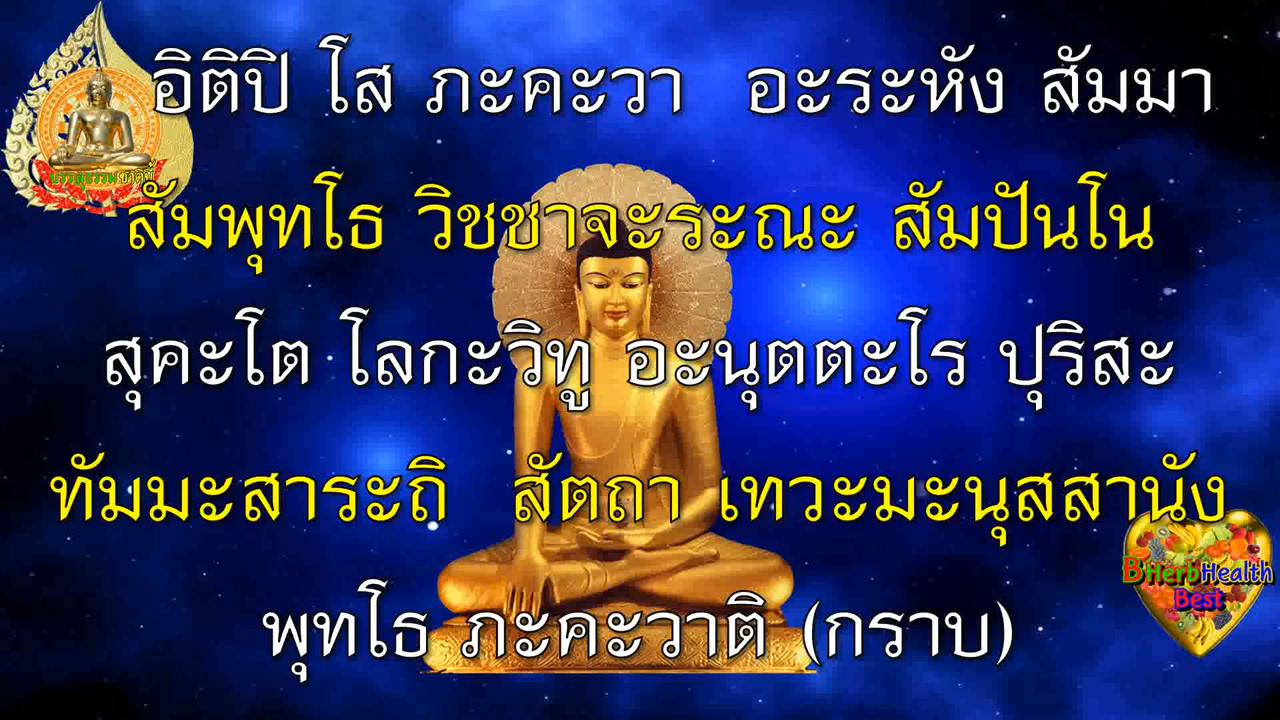 อิติปิ โส ภะคะวา อะระหัง สัมมา
สัมพุทโธ วิชชาจะระณะ สัมปันโน
สุคะโต โลกะวิทู อะนุตตะโร ปุริสะ
ทัมมะสาระถิ สัตถา เทวะมะนุสสานัง
พุทโธ ภะคะวาติ (กราบ)
BHerbHealth
Best